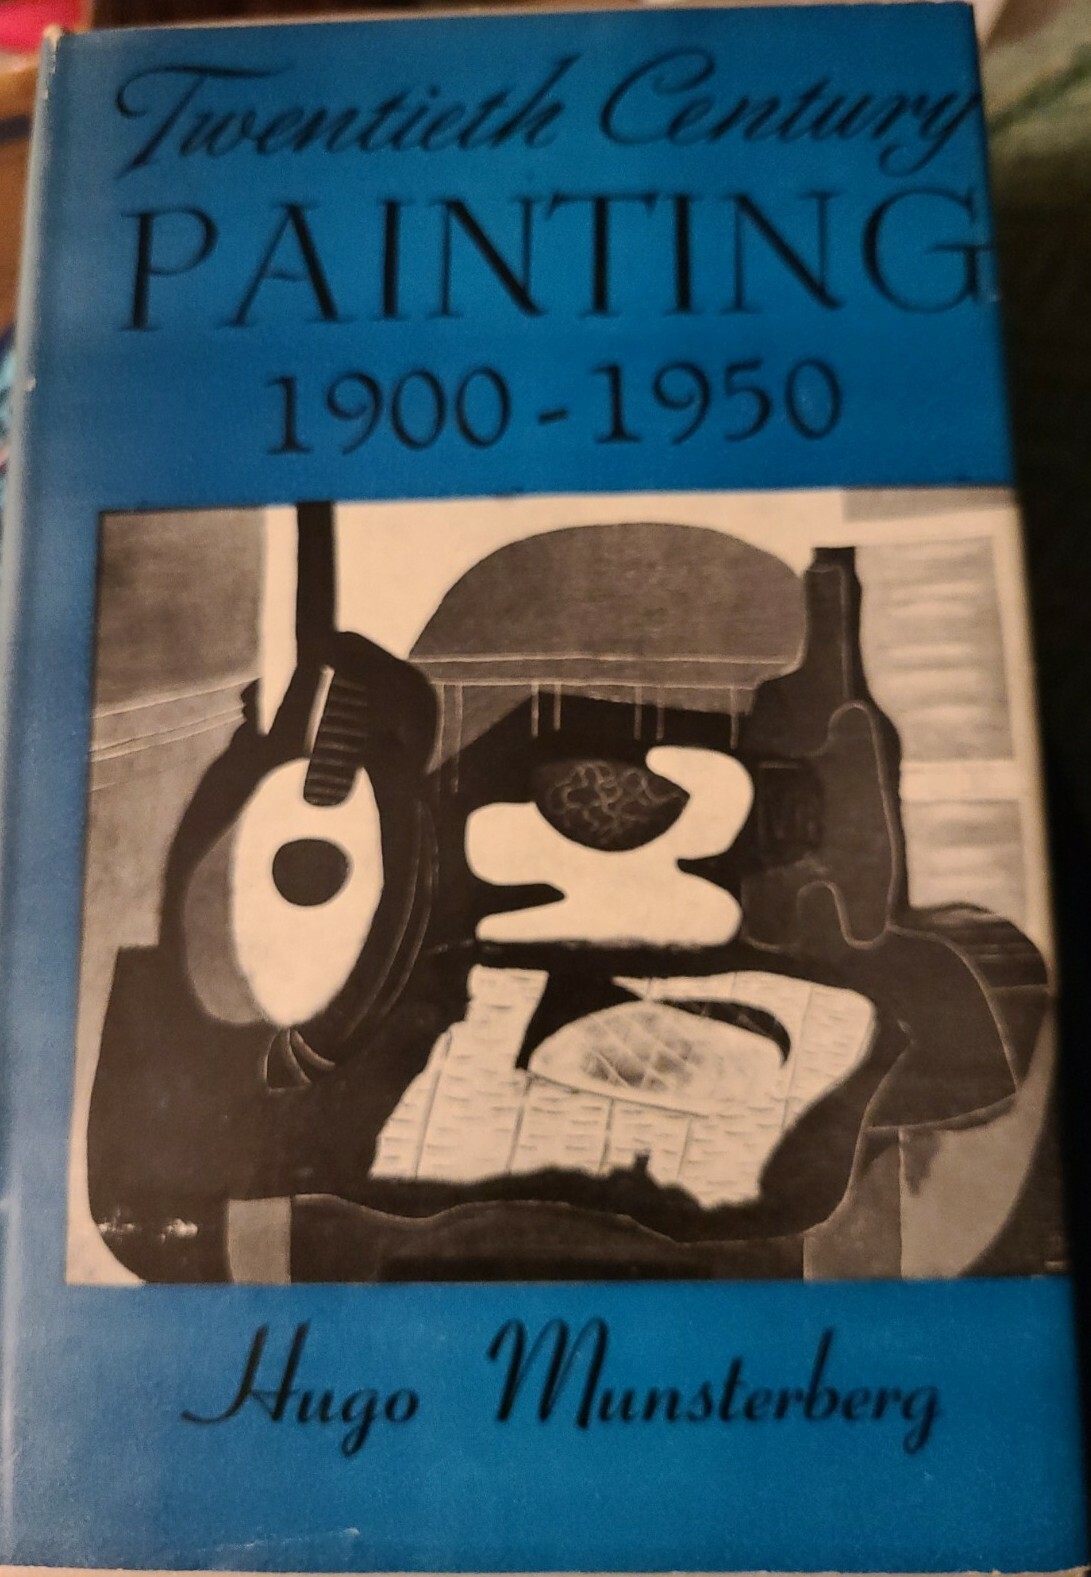 Twentieth Century
PAINTING
1900-1950
Hugo Munsterberg